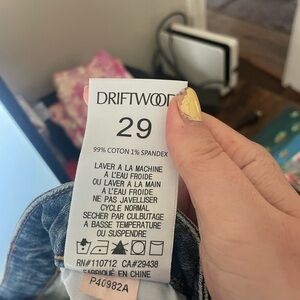 DRIFTWOOD
29
99% COTON 1% SPANDEX
LAVER A LA MACHINE
A L'EAU FROIDE
OU LAVER A LA MAIN
A L'EAU FROIDE
NE PAS JAVELLISER
CYCLE NORMAL
SECHER PAR CULBUTAGE
A BASSE TEMPERATURE
OU SUSPENDRE
RN#110712 CA#29438
FABRIQUÉ EN CHINE
P40982A